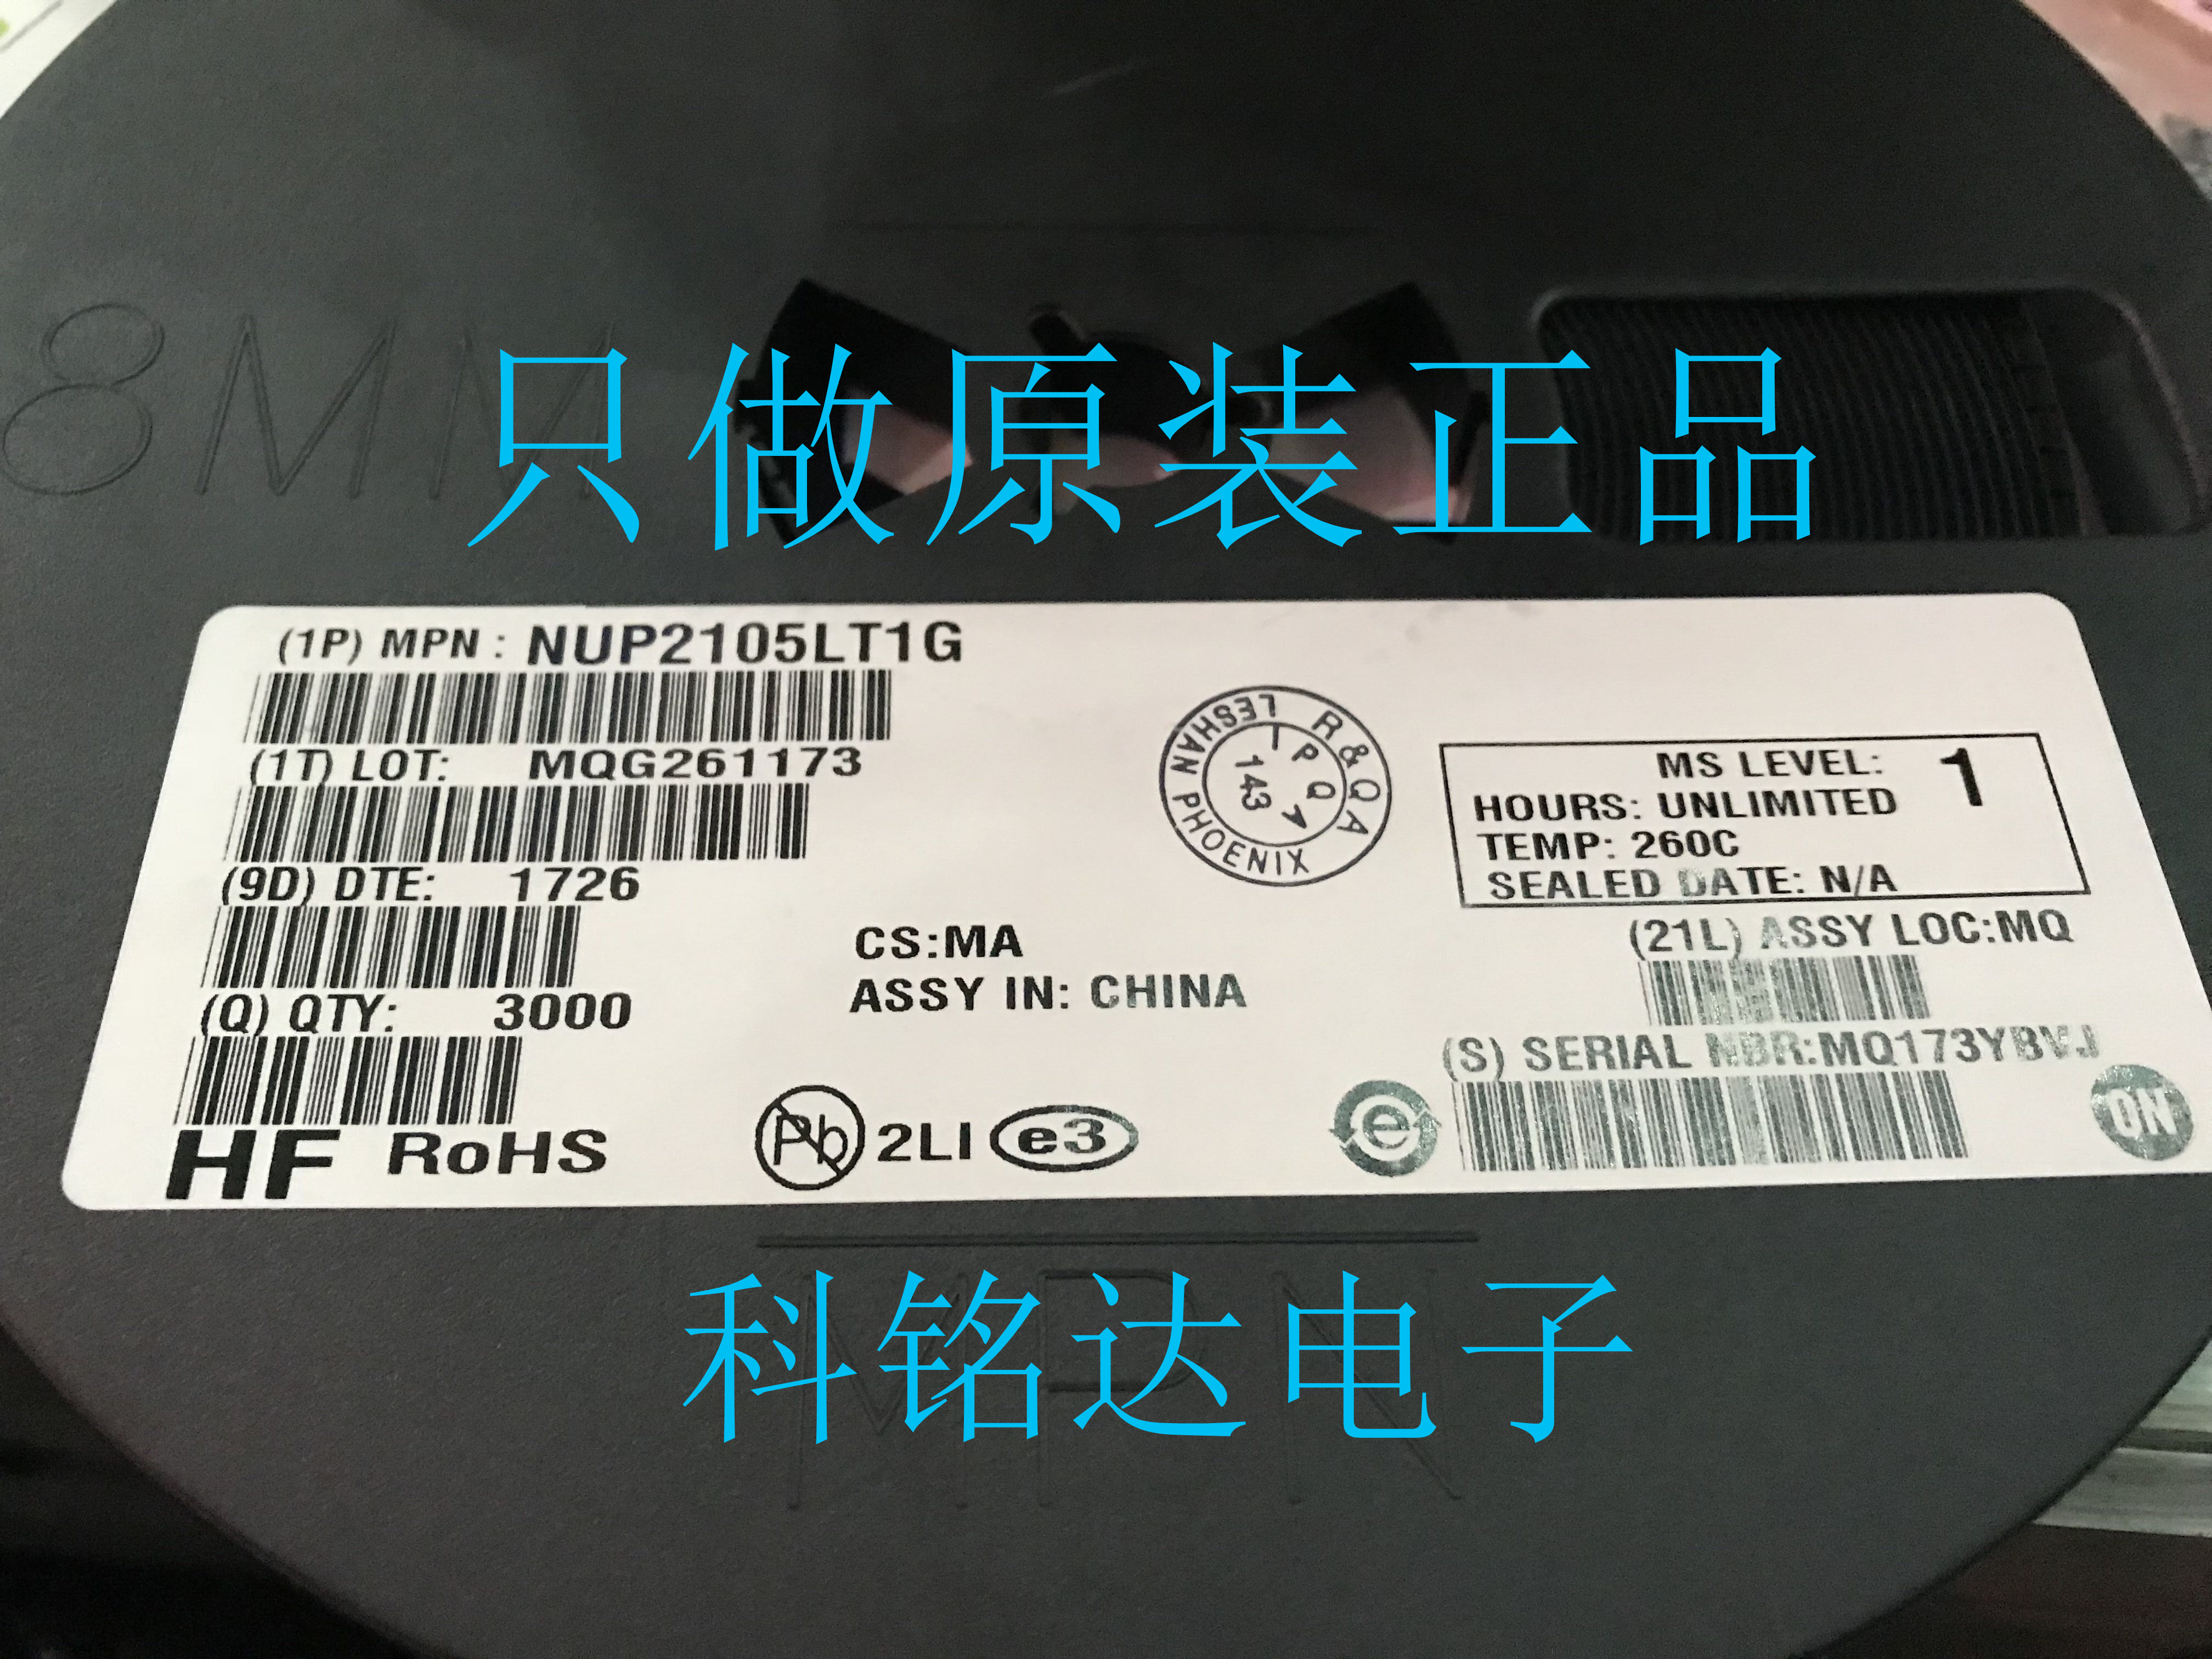 8MM
只做原装正品
(1P) MPN : NUP2105LT1G
(1T) LOT: MQG261173
(9D) DTE: 1726
(Q) QTY: 3000
HF RoHS
CS:MA
ASSY IN: CHINA
Pb 2LI e3
LESHAN PHOENIX
R&QA
I P Q A
143
MS LEVEL: 1
HOURS: UNLIMITED
TEMP: 260C
SEALED DATE: N/A
(21L) ASSY LOC:MQ
(S) SERIAL NBR:MQ173YBVJ
e
ON
科铭达电子
MPN